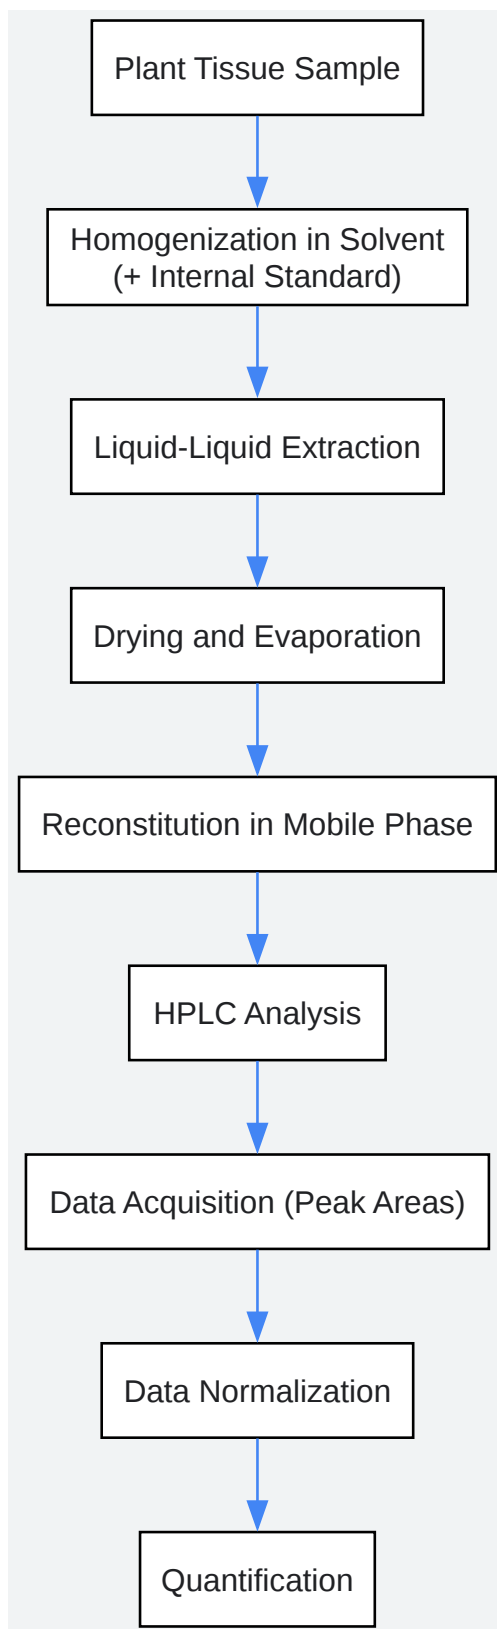 Plant Tissue Sample
Homogenization in Solvent
(+ Internal Standard)
Liquid-Liquid Extraction
Drying and Evaporation
Reconstitution in Mobile Phase
HPLC Analysis
Data Acquisition (Peak Areas)
Data Normalization
Quantification